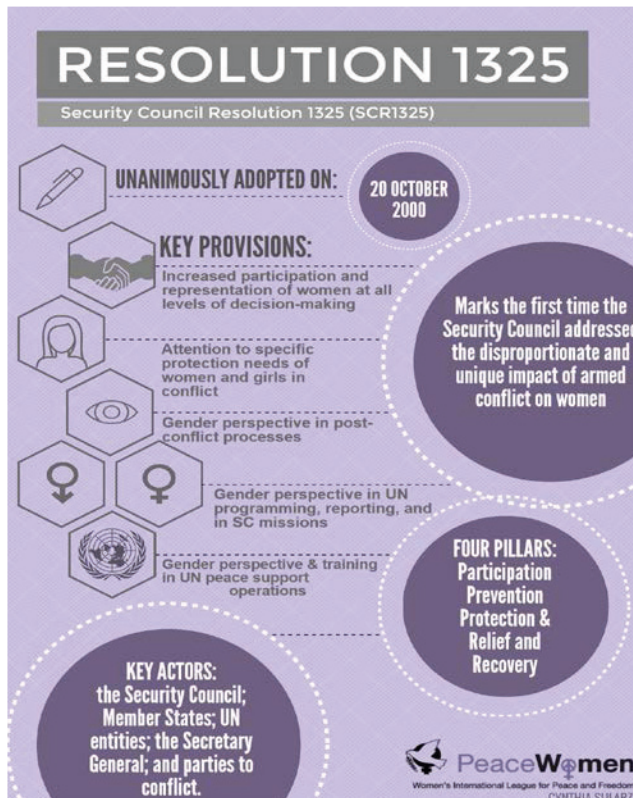 RESOLUTION 1325
Security Council Resolution 1325 (SCR1325)
UNANIMOUSLY ADOPTED ON:
20 OCTOBER
2000
KEY PROVISIONS:
Increased participation and
representation of women at all
levels of decision-making
Attention to specific
protection needs of
women and girls in
conflict
Gender perspective in post-
conflict processes
Gender perspective in UN
programming, reporting, and
in SC missions
Gender perspective & training
in UN peace support
operations
Marks the first time the
Security Council addressed
the disproportionate and
unique impact of armed
conflict on women
FOUR PILLARS:
Participation
Prevention
Protection &
Relief and
Recovery
KEY ACTORS:
the Security Council;
Member States; UN
entities; the Secretary
General; and parties to
conflict.
PeaceWomen
Women's International League for Peace and Freedom
CYNTHIA